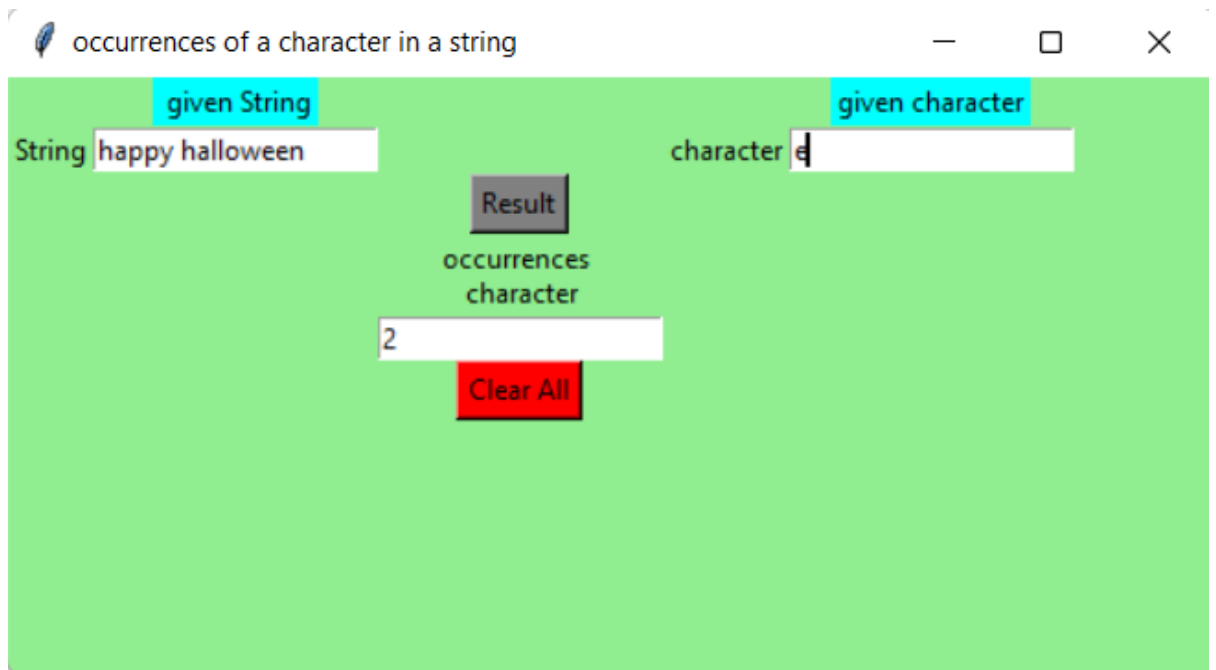 occurrences of a character in a string
given String given character
String happy halloween character e
Result
occurrences
character
2
Clear All